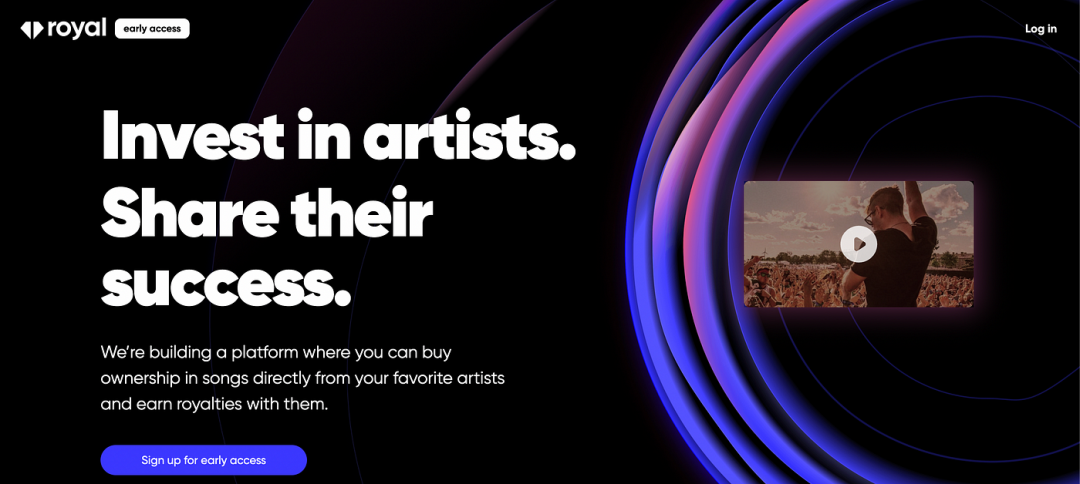 royal early access
Log in
Invest in artists.
Share their
success.
We're building a platform where you can buy
ownership in songs directly from your favorite artists
and earn royalties with them.
Sign up for early access